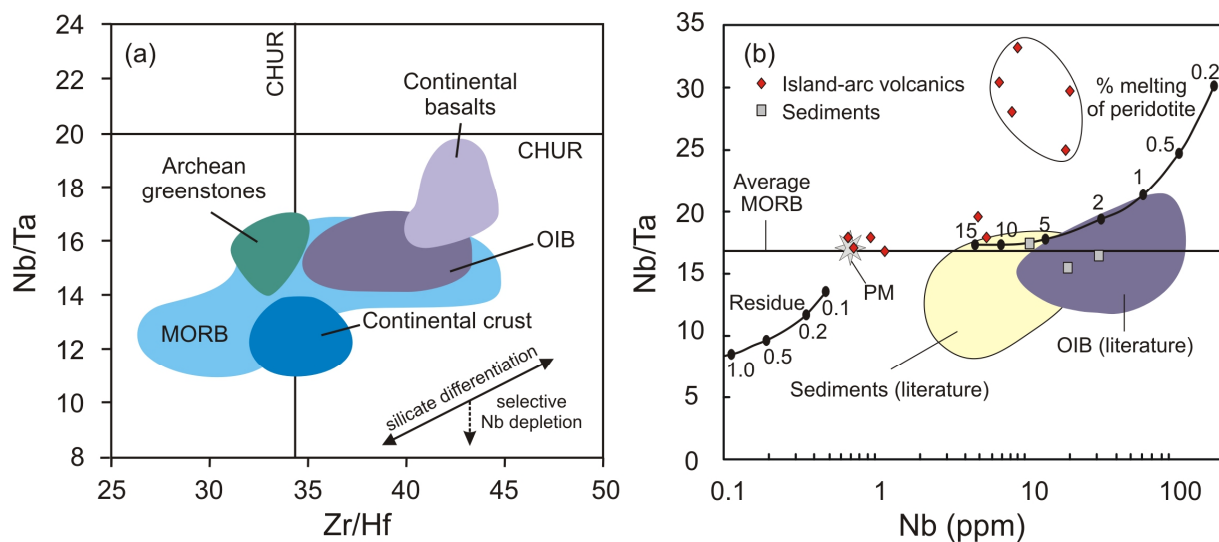 (a)
CHUR
Continental
basalts
CHUR
Archean
greenstones
OIB
MORB
Continental crust
silicate differentiation
selective
Nb depletion
24
22
20
18
16
14
12
10
8
Nb/Ta
25
30
35
40
45
50
Zr/Hf
(b)
Island-arc volcanics
Sediments
% melting
of peridotite
0.2
0.5
1
2
5
10
15
Average
MORB
PM
Residue
0.1
0.2
0.5
1.0
OIB (literature)
Sediments (literature)
35
30
25
20
15
10
5
0
Nb/Ta
0.1
1
10
100
Nb (ppm)